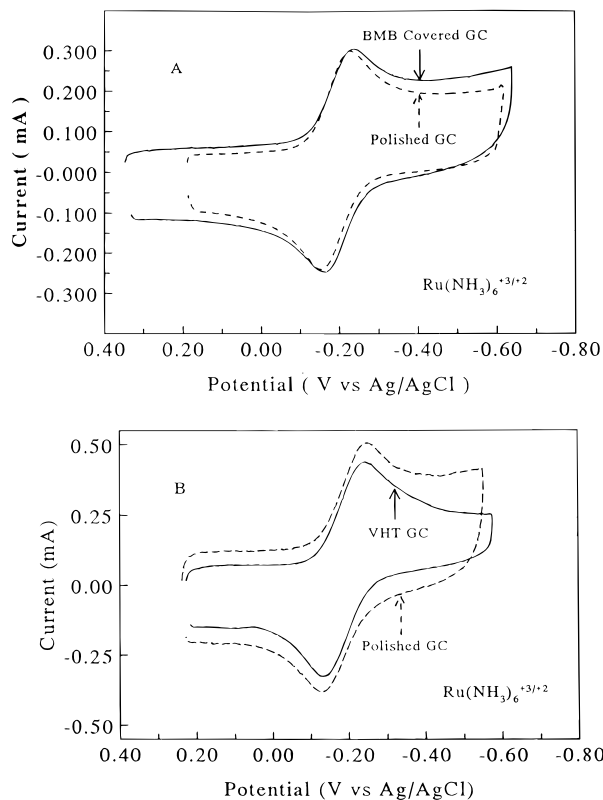 BMB Covered GC
A
Polished GC
Ru(NH3)6+3/+2
Current ( mA)
0.300
0.200
0.100
-0.000
-0.100
-0.200
-0.300
0.40 0.20 0.00 -0.20 -0.40 -0.60 -0.80
Potential ( V vs Ag/AgCl )
B
VHT GC
Polished GC
Ru(NH3)6+3/+2
Current (mA)
0.50
0.25
0.00
-0.25
-0.50
0.40 0.20 0.00 -0.20 -0.40 -0.60 -0.80
Potential (V vs Ag/AgCl)